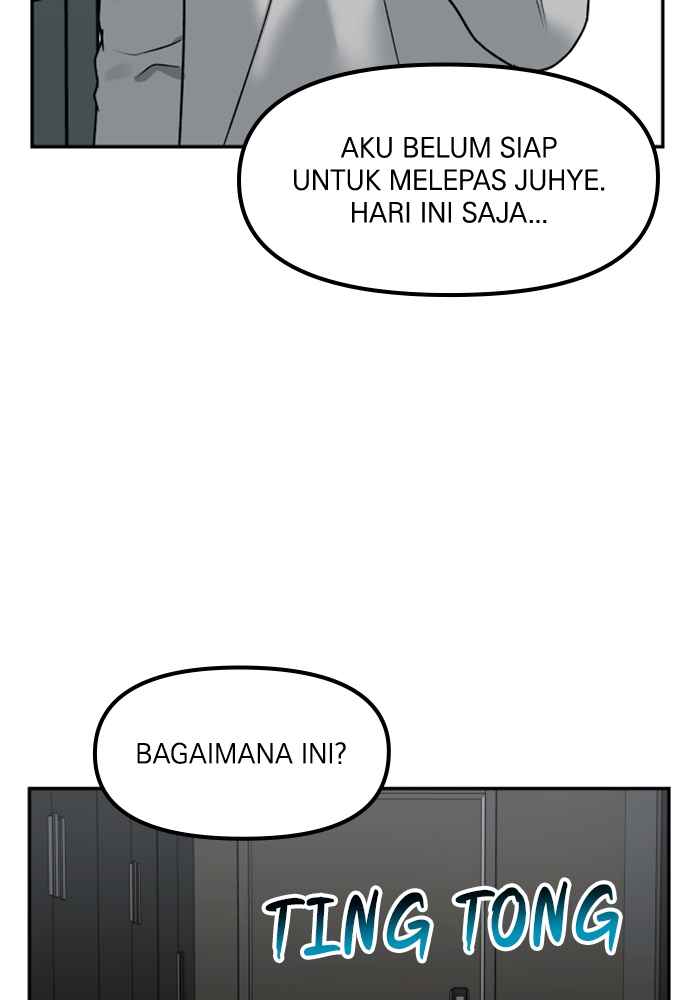 AKU BELUM SIAP
UNTUK MELEPAS JUHYE.
HARI INI SAJA...
BAGAIMANA INI?
TING TONG